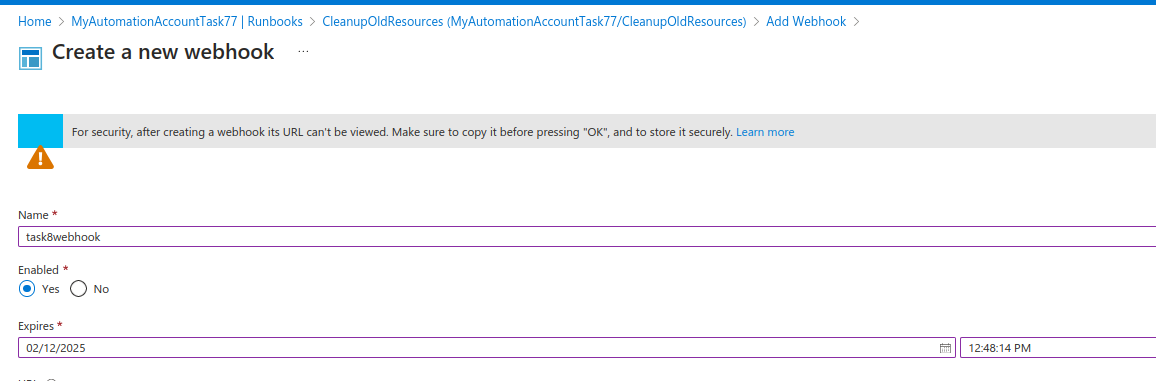 Home > MyAutomationAccountTask77 | Runbooks > CleanupOldResources (MyAutomationAccountTask77/CleanupOldResources) > Add Webhook >
Create a new webhook ...
For security, after creating a webhook its URL can't be viewed. Make sure to copy it before pressing "OK", and to store it securely. Learn more
Name *
task8webhook
Enabled *
Yes No
Expires *
02/12/2025 12:48:14 PM